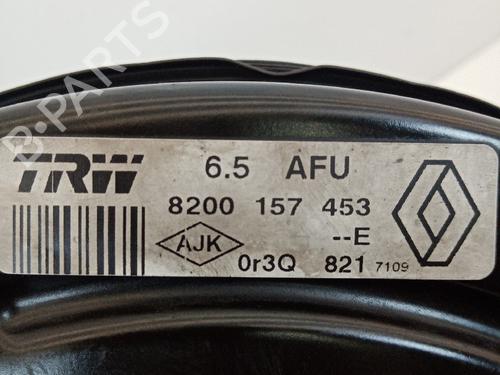 B-PARTS
TRW
6.5 AFU
8200 157 453
--E
AJK
0r3Q 821 7109